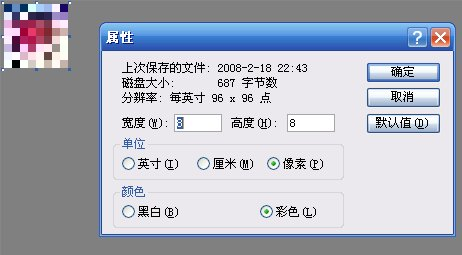 属性
上次保存的文件: 2008-2-18 22:43
磁盘大小: 687 字节数
分辨率: 每英寸 96 x 96 点
宽度(W): 8 高度(H): 8
单位
英寸(I) 厘米(M) 像素(P)
颜色
黑白(B) 彩色(L)
确定
取消
默认值(D)